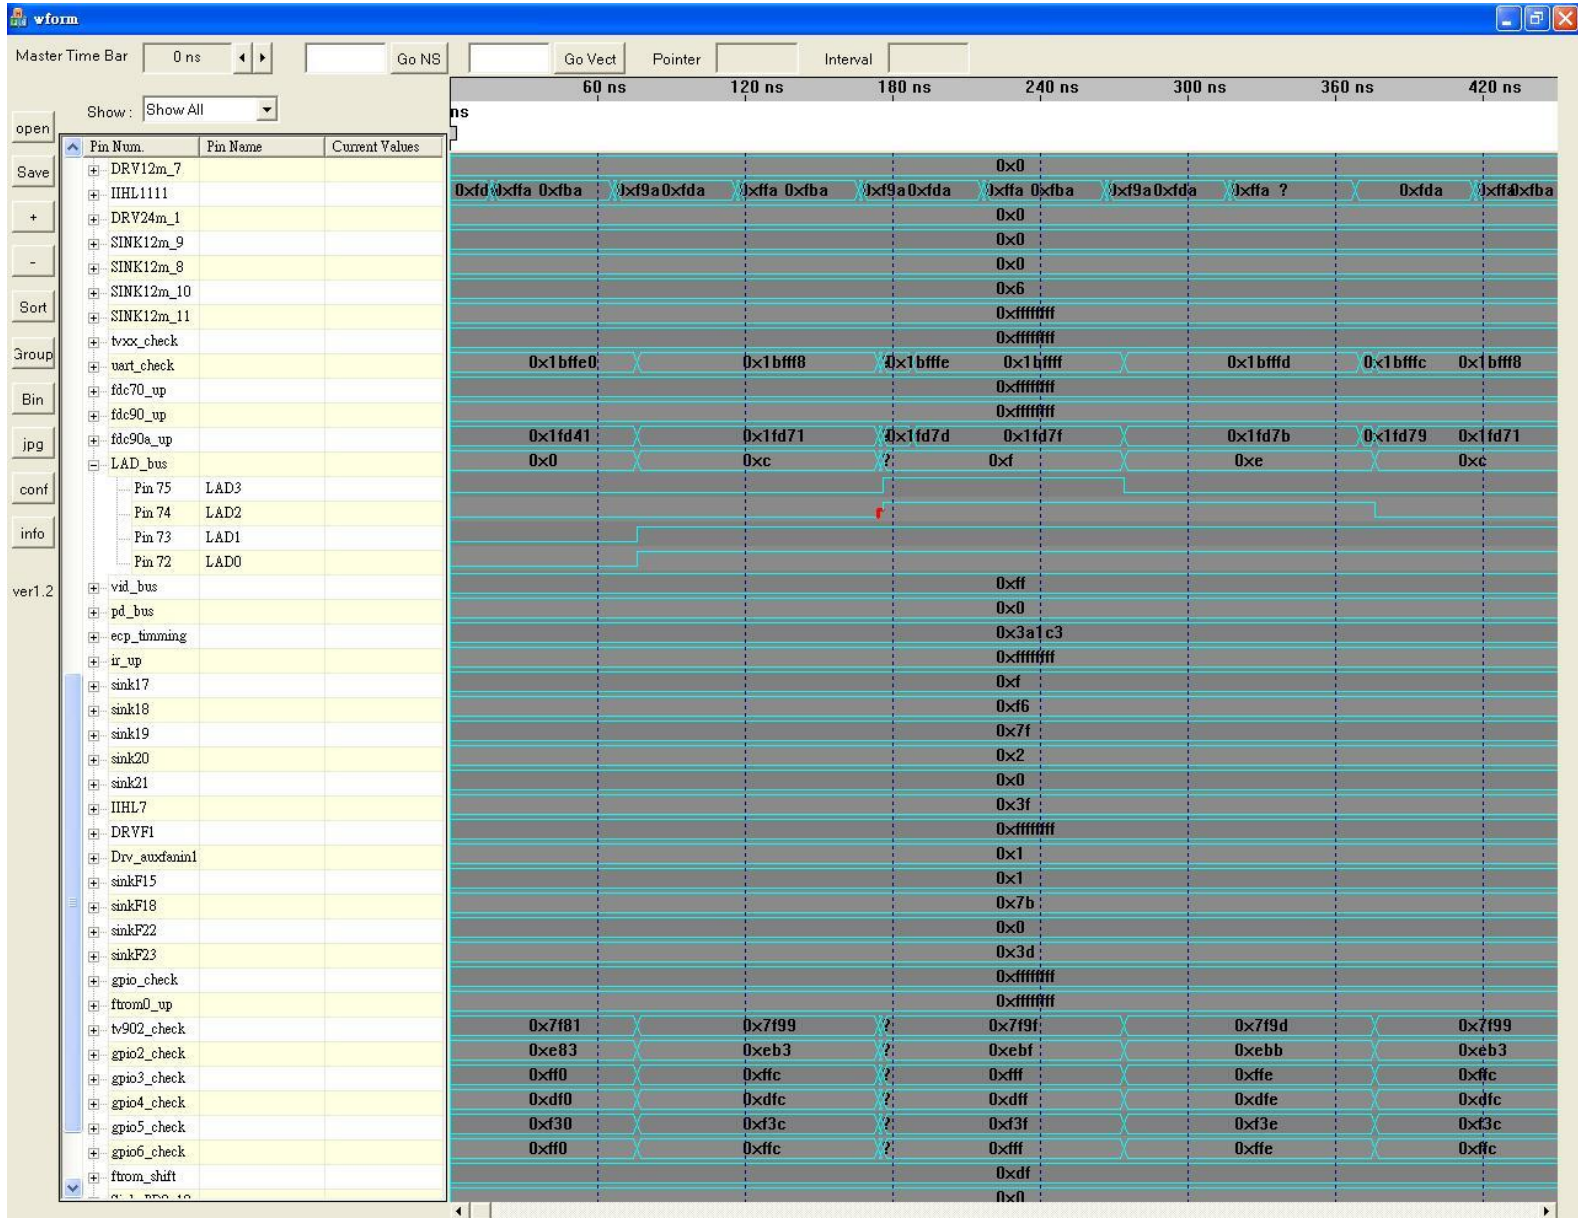 wform
Master Time Bar 0 ns Go NS Go Vect Pointer Interval
60 ns 120 ns 180 ns 240 ns 300 ns 360 ns 420 ns
Show : Show All
ns
open
Save
+
-
Sort
Group
Bin
jpg
conf
info
ver1.2
Pin Num. Pin Name Current Values
DRV12m_7 0x0
IIHL1111 0xfd 0xffa 0xfba 0xf9a 0xfda 0xffa 0xfba 0xf9a 0xfda 0xffa 0xfba 0xf9a 0xfda 0xffa ? 0xfda 0xffa 0xfba
DRV24m_1 0x0
SINK12m_9 0x0
SINK12m_8 0x0
SINK12m_10 0x6
SINK12m_11 0xffffffff
tvxx_check 0xffffffff
uart_check 0x1bffe0 0x1bfff8 0x1bfffe 0x1bffff 0x1bfffd 0x1bfffc 0x1bfff8
fdc70_up 0xffffffff
fdc90_up 0xffffffff
fdc90a_up 0x1fd41 0x1fd71 0x1fd7d 0x1fd7f 0x1fd7b 0x1fd79 0x1fd71
LAD_bus 0x0 0xc ? 0xf 0xe 0xc
Pin 75 LAD3
Pin 74 LAD2
Pin 73 LAD1
Pin 72 LAD0
vid_bus 0xff
pd_bus 0x0
ecp_timming 0x3a1c3
ir_up 0xffffffff
sink17 0xf
sink18 0xf6
sink19 0x7f
sink20 0x2
sink21 0x0
IIHL7 0x3f
DRVF1 0xffffffff
Drv_auxfanin1 0x1
sinkF15 0x1
sinkF18 0x7b
sinkF22 0x0
sinkF23 0x3d
gpio_check 0xffffffff
ftrom0_up 0xffffffff
tv902_check 0x7f81 0x7f99 ? 0x7f9f 0x7f9d 0x7f99
gpio2_check 0xe83 0xeb3 ? 0xebf 0xebb 0xeb3
gpio3_check 0xff0 0xffc ? 0xfff 0xffe 0xffc
gpio4_check 0xdf0 0xdfc ? 0xdff 0xdfe 0xdfc
gpio5_check 0xf30 0xf3c ? 0xf3f 0xf3e 0xf3c
gpio6_check 0xff0 0xffc ? 0xfff 0xffe 0xffc
ftrom_shift 0xdf
0x0